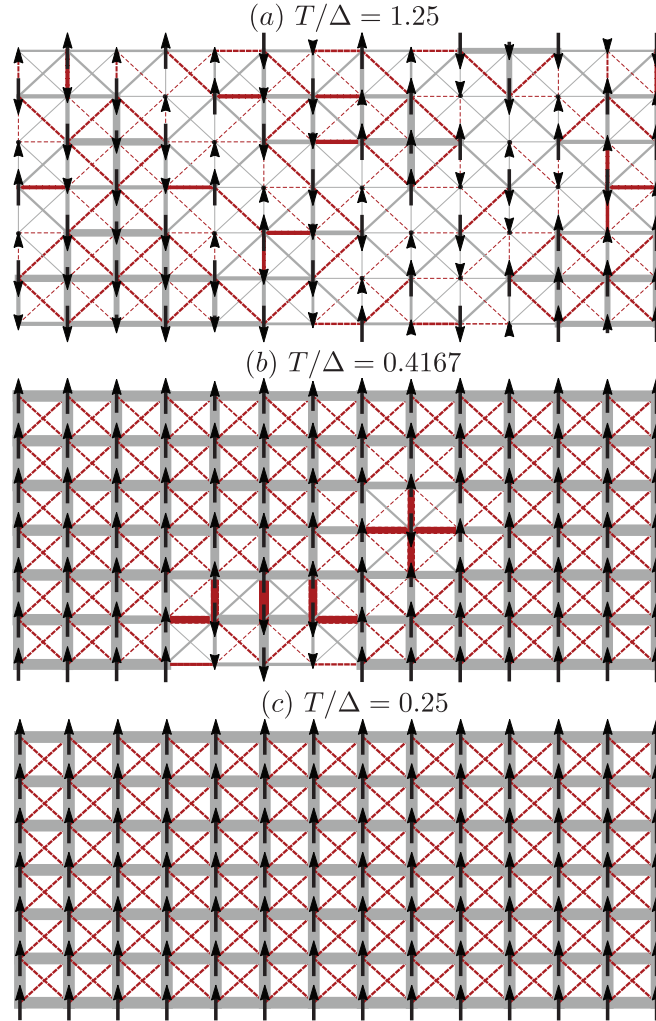 (a) T/Δ = 1.25
(b) T/Δ = 0.4167
(c) T/Δ = 0.25